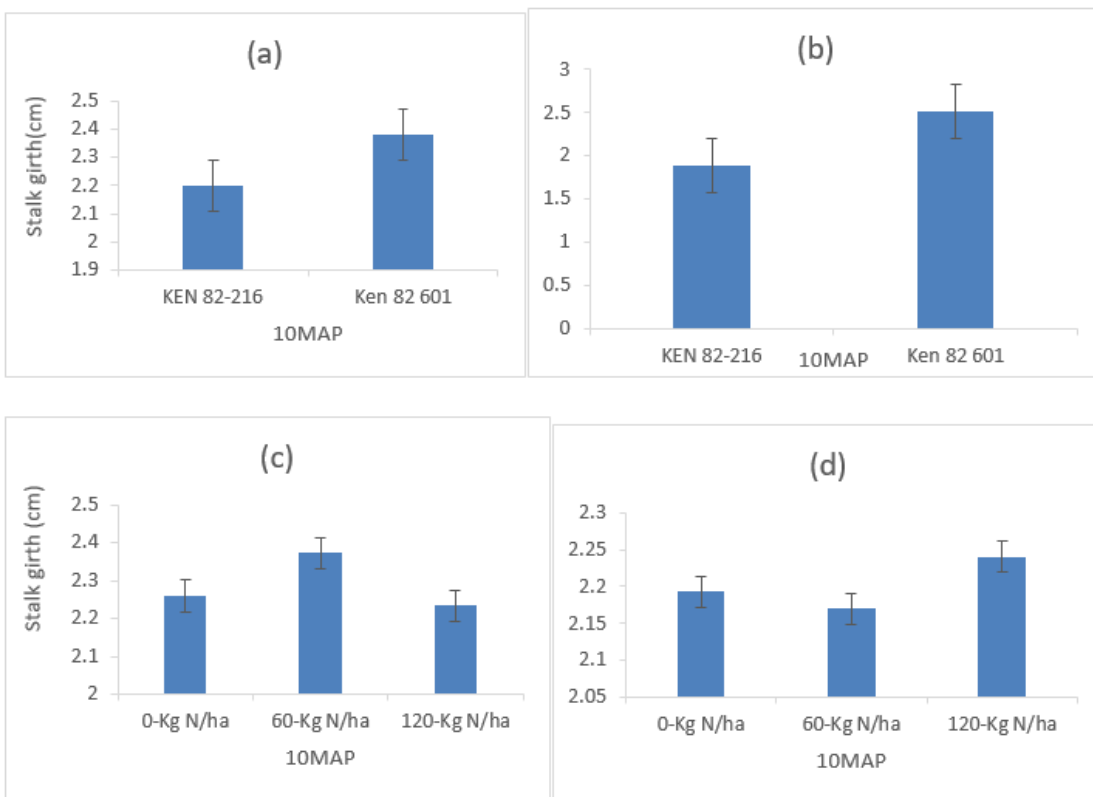 (a)
Stalk girth(cm)
2.5
2.4
2.3
2.2
2.1
2
1.9
KEN 82-216 Ken 82 601
10MAP
(b)
3
2.5
2
1.5
1
0.5
0
KEN 82-216 10MAP Ken 82 601
(c)
Stalk girth (cm)
2.5
2.4
2.3
2.2
2.1
2
0-Kg N/ha 60-Kg N/ha 120-Kg N/ha
10MAP
(d)
2.3
2.25
2.2
2.15
2.1
2.05
0-Kg N/ha 60-Kg N/ha 120-Kg N/ha
10MAP